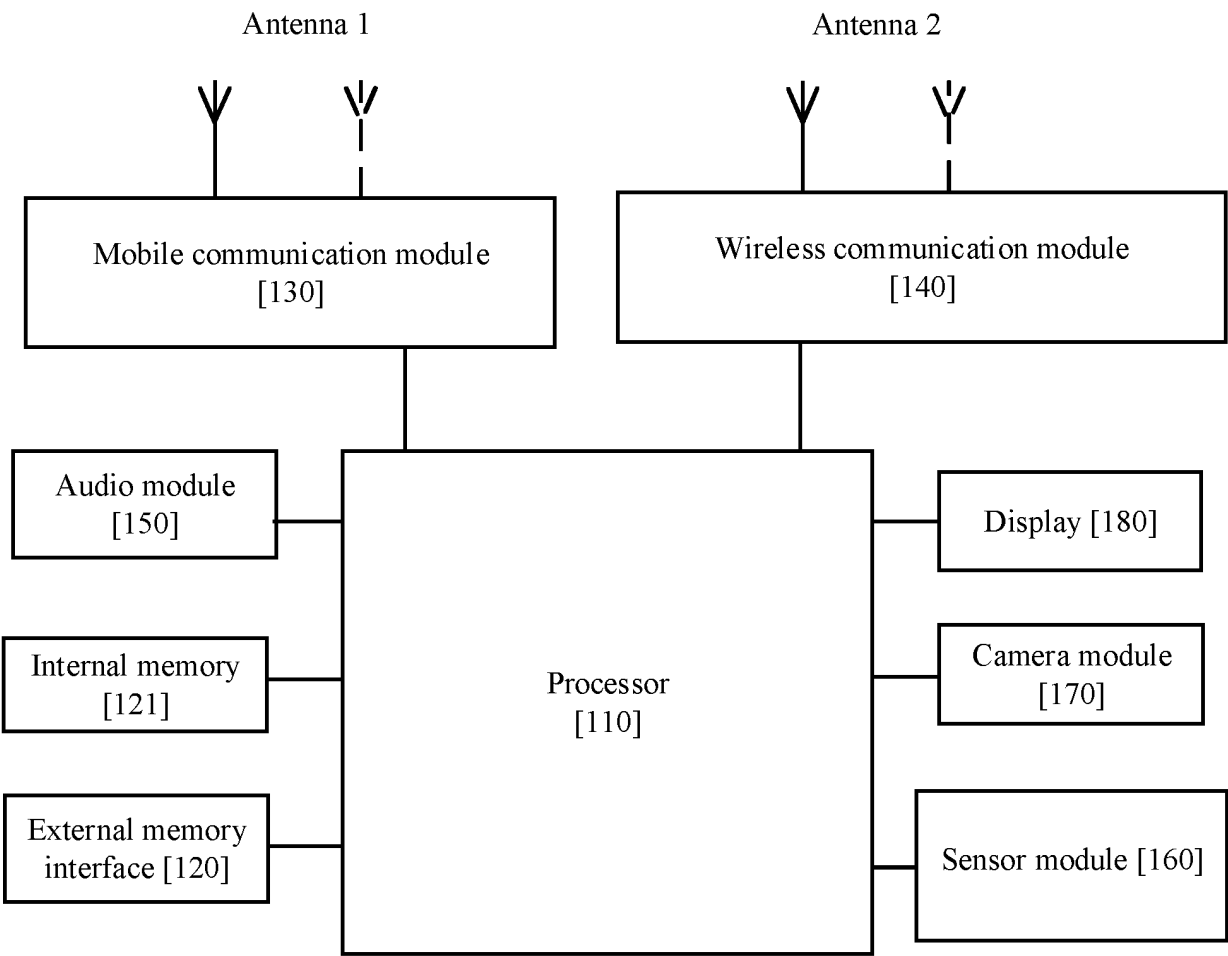 Antenna 1
Antenna 2
Mobile communication module
[130]
Wireless communication module
[140]
Audio module
[150]
Display [180]
Internal memory
[121]
Processor
[110]
Camera module
[170]
External memory
interface [120]
Sensor module [160]